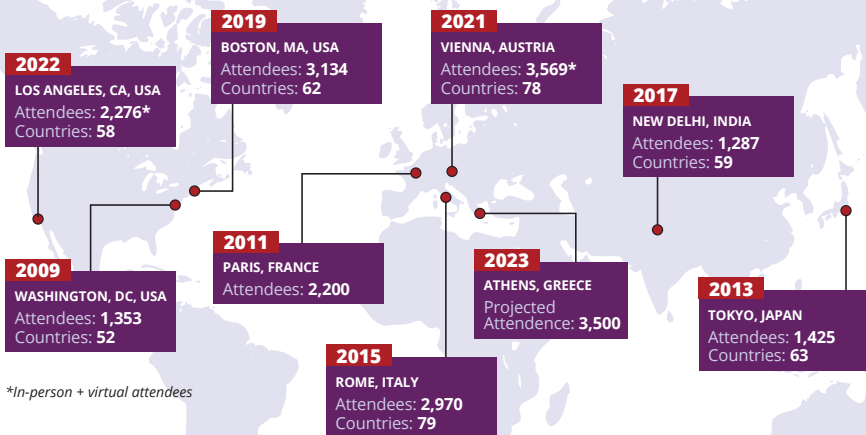 2019
BOSTON, MA, USA
Attendees: 3,134
Countries: 62
2021
VIENNA, AUSTRIA
Attendees: 3,569*
Countries: 78
2022
LOS ANGELES, CA, USA
Attendees: 2,276*
Countries: 58
2017
NEW DELHI, INDIA
Attendees: 1,287
Countries: 59
2011
PARIS, FRANCE
Attendees: 2,200
2023
ATHENS, GREECE
Projected
Attendence: 3,500
2009
WASHINGTON, DC, USA
Attendees: 1,353
Countries: 52
2013
TOKYO, JAPAN
Attendees: 1,425
Countries: 63
2015
ROME, ITALY
Attendees: 2,970
Countries: 79
*In-person + virtual attendees